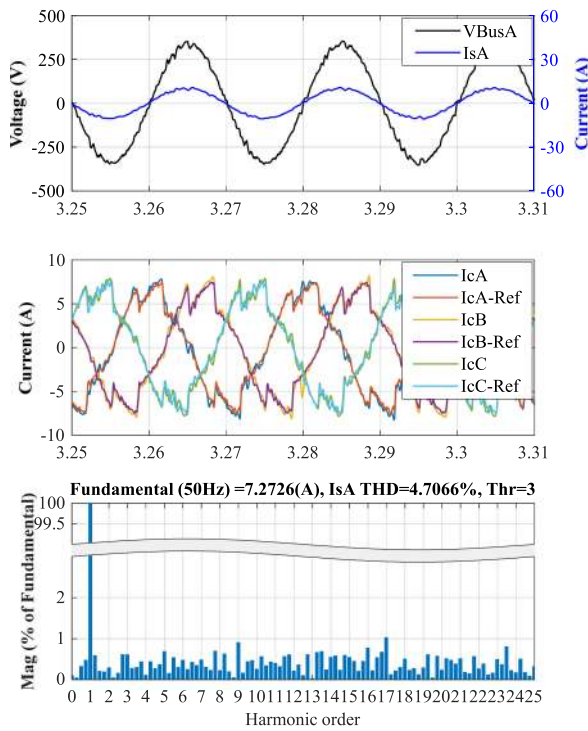 500
250
0
-250
-500
Voltage (V)
60
30
0
-30
-60
Current (A)
VBusA
IsA
3.25 3.26 3.27 3.28 3.29 3.3 3.31
10
5
0
-5
-10
Current (A)
IcA
IcA-Ref
IcB
IcB-Ref
IcC
IcC-Ref
3.25 3.26 3.27 3.28 3.29 3.3 3.31
Fundamental (50Hz) =7.2726(A), IsA THD=4.7066%, Thr=3
100
99.5
2
1
0
Mag (% of Fundamental)
0 1 2 3 4 5 6 7 8 9 10 11 12 13 14 15 16 17 18 19 20 21 22 23 24 25
Harmonic order